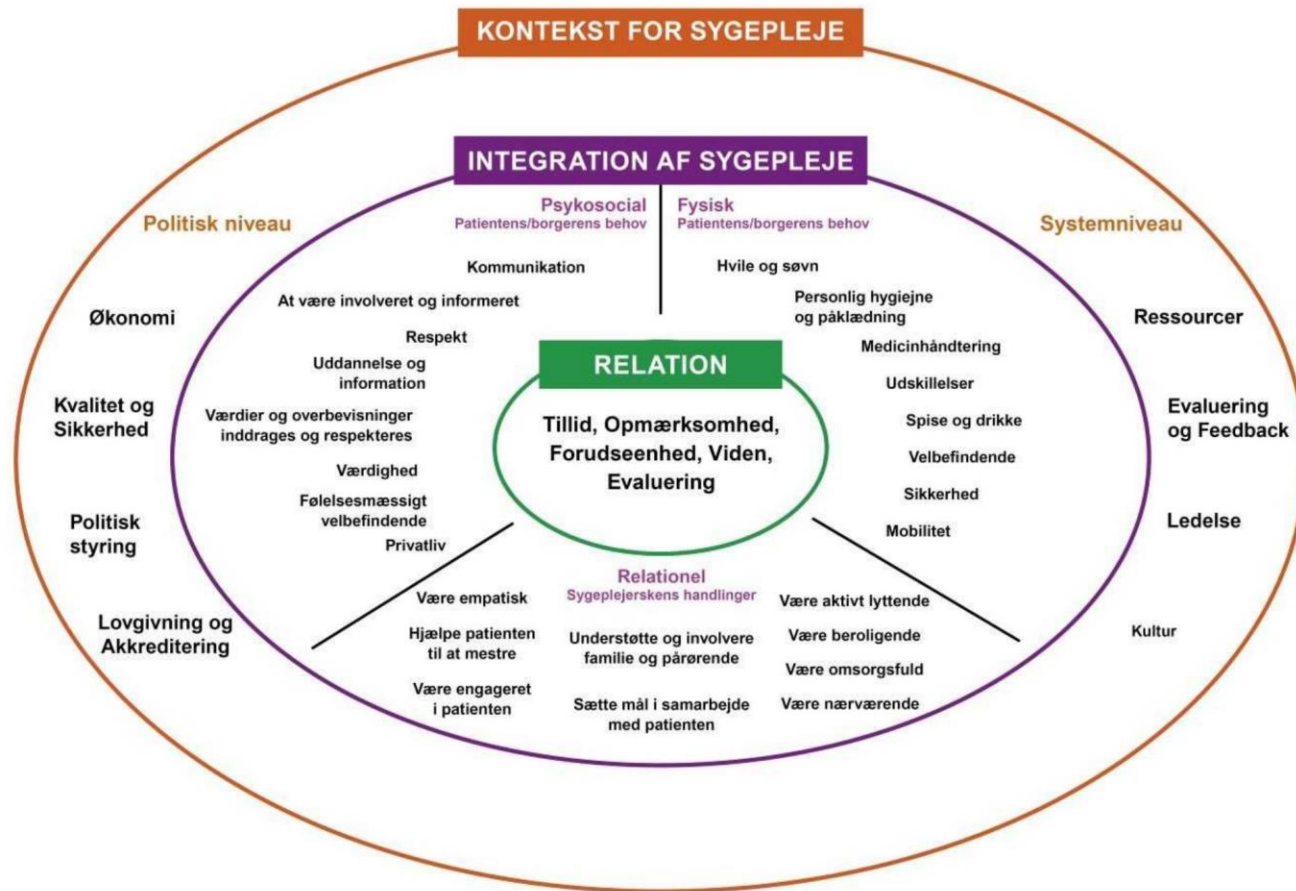 KONTEKST FOR SYGEPLEJE
INTEGRATION AF SYGEPLEJE
Politisk niveau
Økonomi
Kvalitet og
Sikkerhed
Politisk
styring
Lovgivning og
Akkreditering
Psykosocial
Patientens/borgerens behov
Kommunikation
At være involveret og informeret
Respekt
Uddannelse og
information
Værdier og overbevisninger
inddrages og respekteres
Værdighed
Følelsesmæssigt
velbefindende
Privatliv
Fysisk
Patientens/borgerens behov
Hvile og søvn
Personlig hygiejne
og påklædning
Medicinhåndtering
Udskillelser
Spise og drikke
Velbefindende
Sikkerhed
Mobilitet
RELATION
Tillid, Opmærksomhed,
Forudseenhed, Viden,
Evaluering
Relationel
Sygeplejerskens handlinger
Være empatisk
Hjælpe patienten
til at mestre
Være engageret
i patienten
Understøtte og involvere
familie og pårørende
Sætte mål i samarbejde
med patienten
Være aktivt lyttende
Være beroligende
Være omsorgsfuld
Være nærværende
Systemniveau
Ressourcer
Evaluering
og Feedback
Ledelse
Kultur